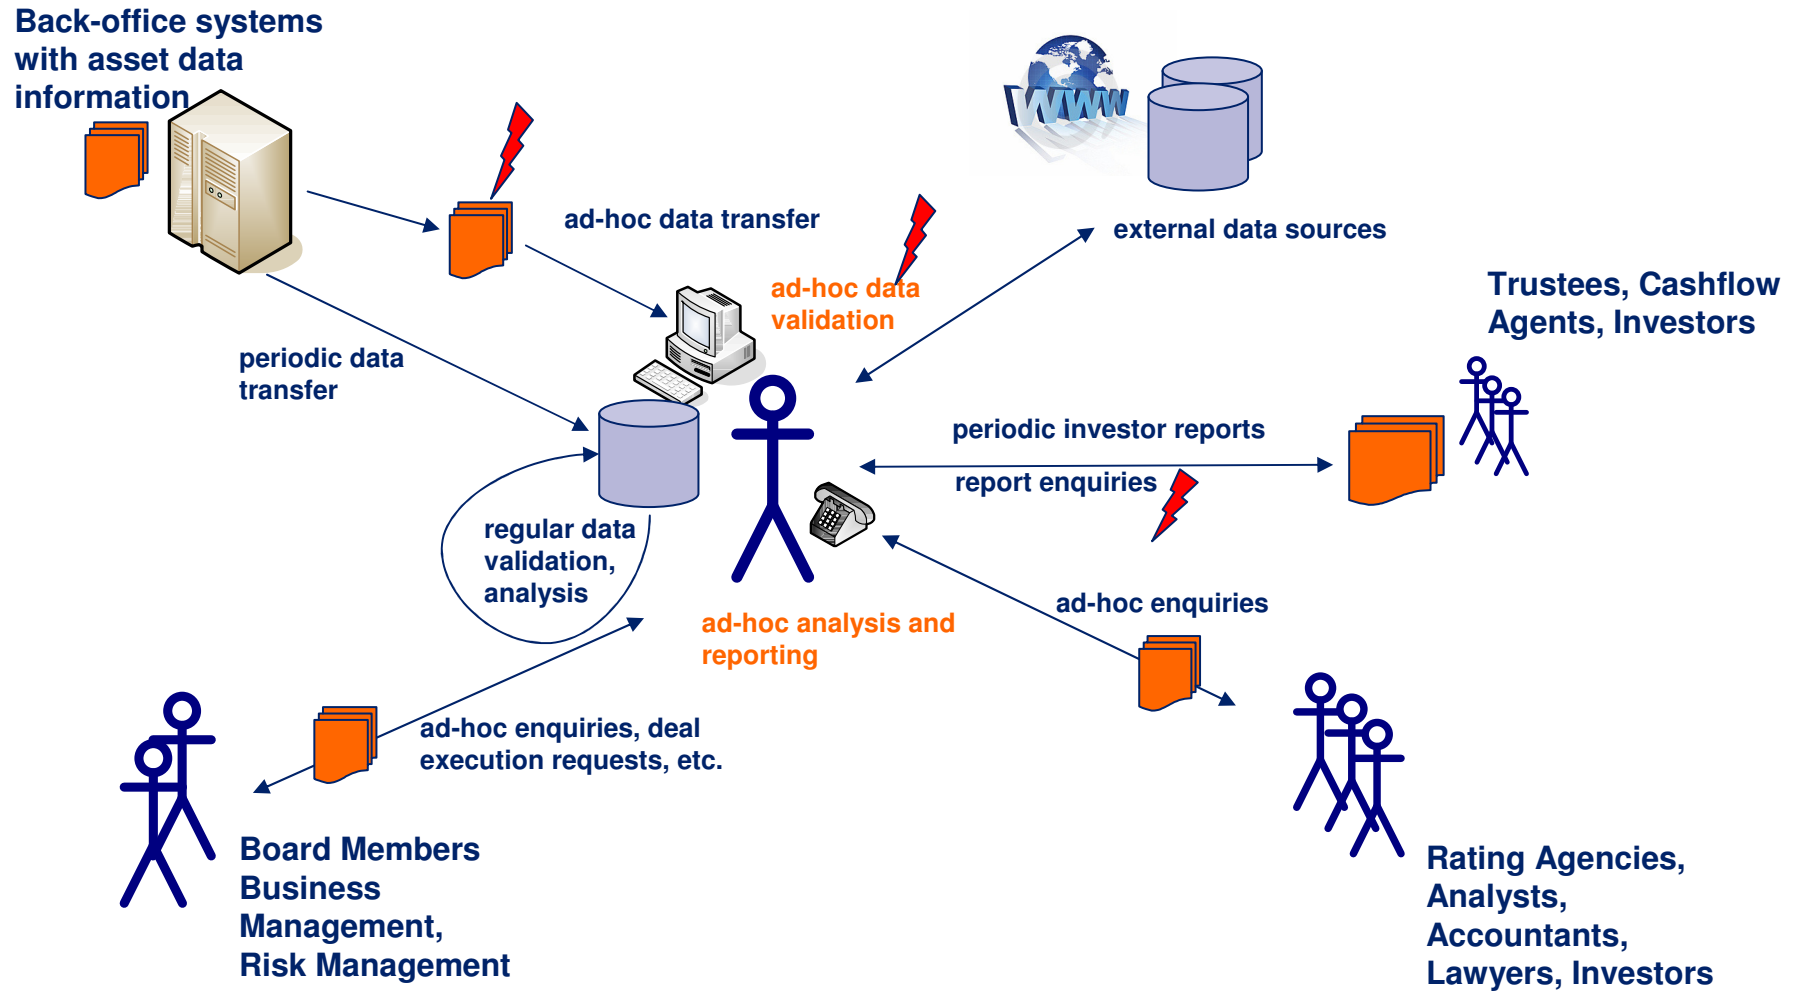 Back-office systems
with asset data
information
WWW
ad-hoc data transfer
external data sources
ad-hoc data
validation
Trustees, Cashflow
Agents, Investors
periodic data
transfer
periodic investor reports
report enquiries
regular data
validation,
analysis
ad-hoc enquiries
ad-hoc analysis and
reporting
ad-hoc enquiries, deal
execution requests, etc.
Board Members
Business
Management,
Risk Management
Rating Agencies,
Analysts,
Accountants,
Lawyers, Investors